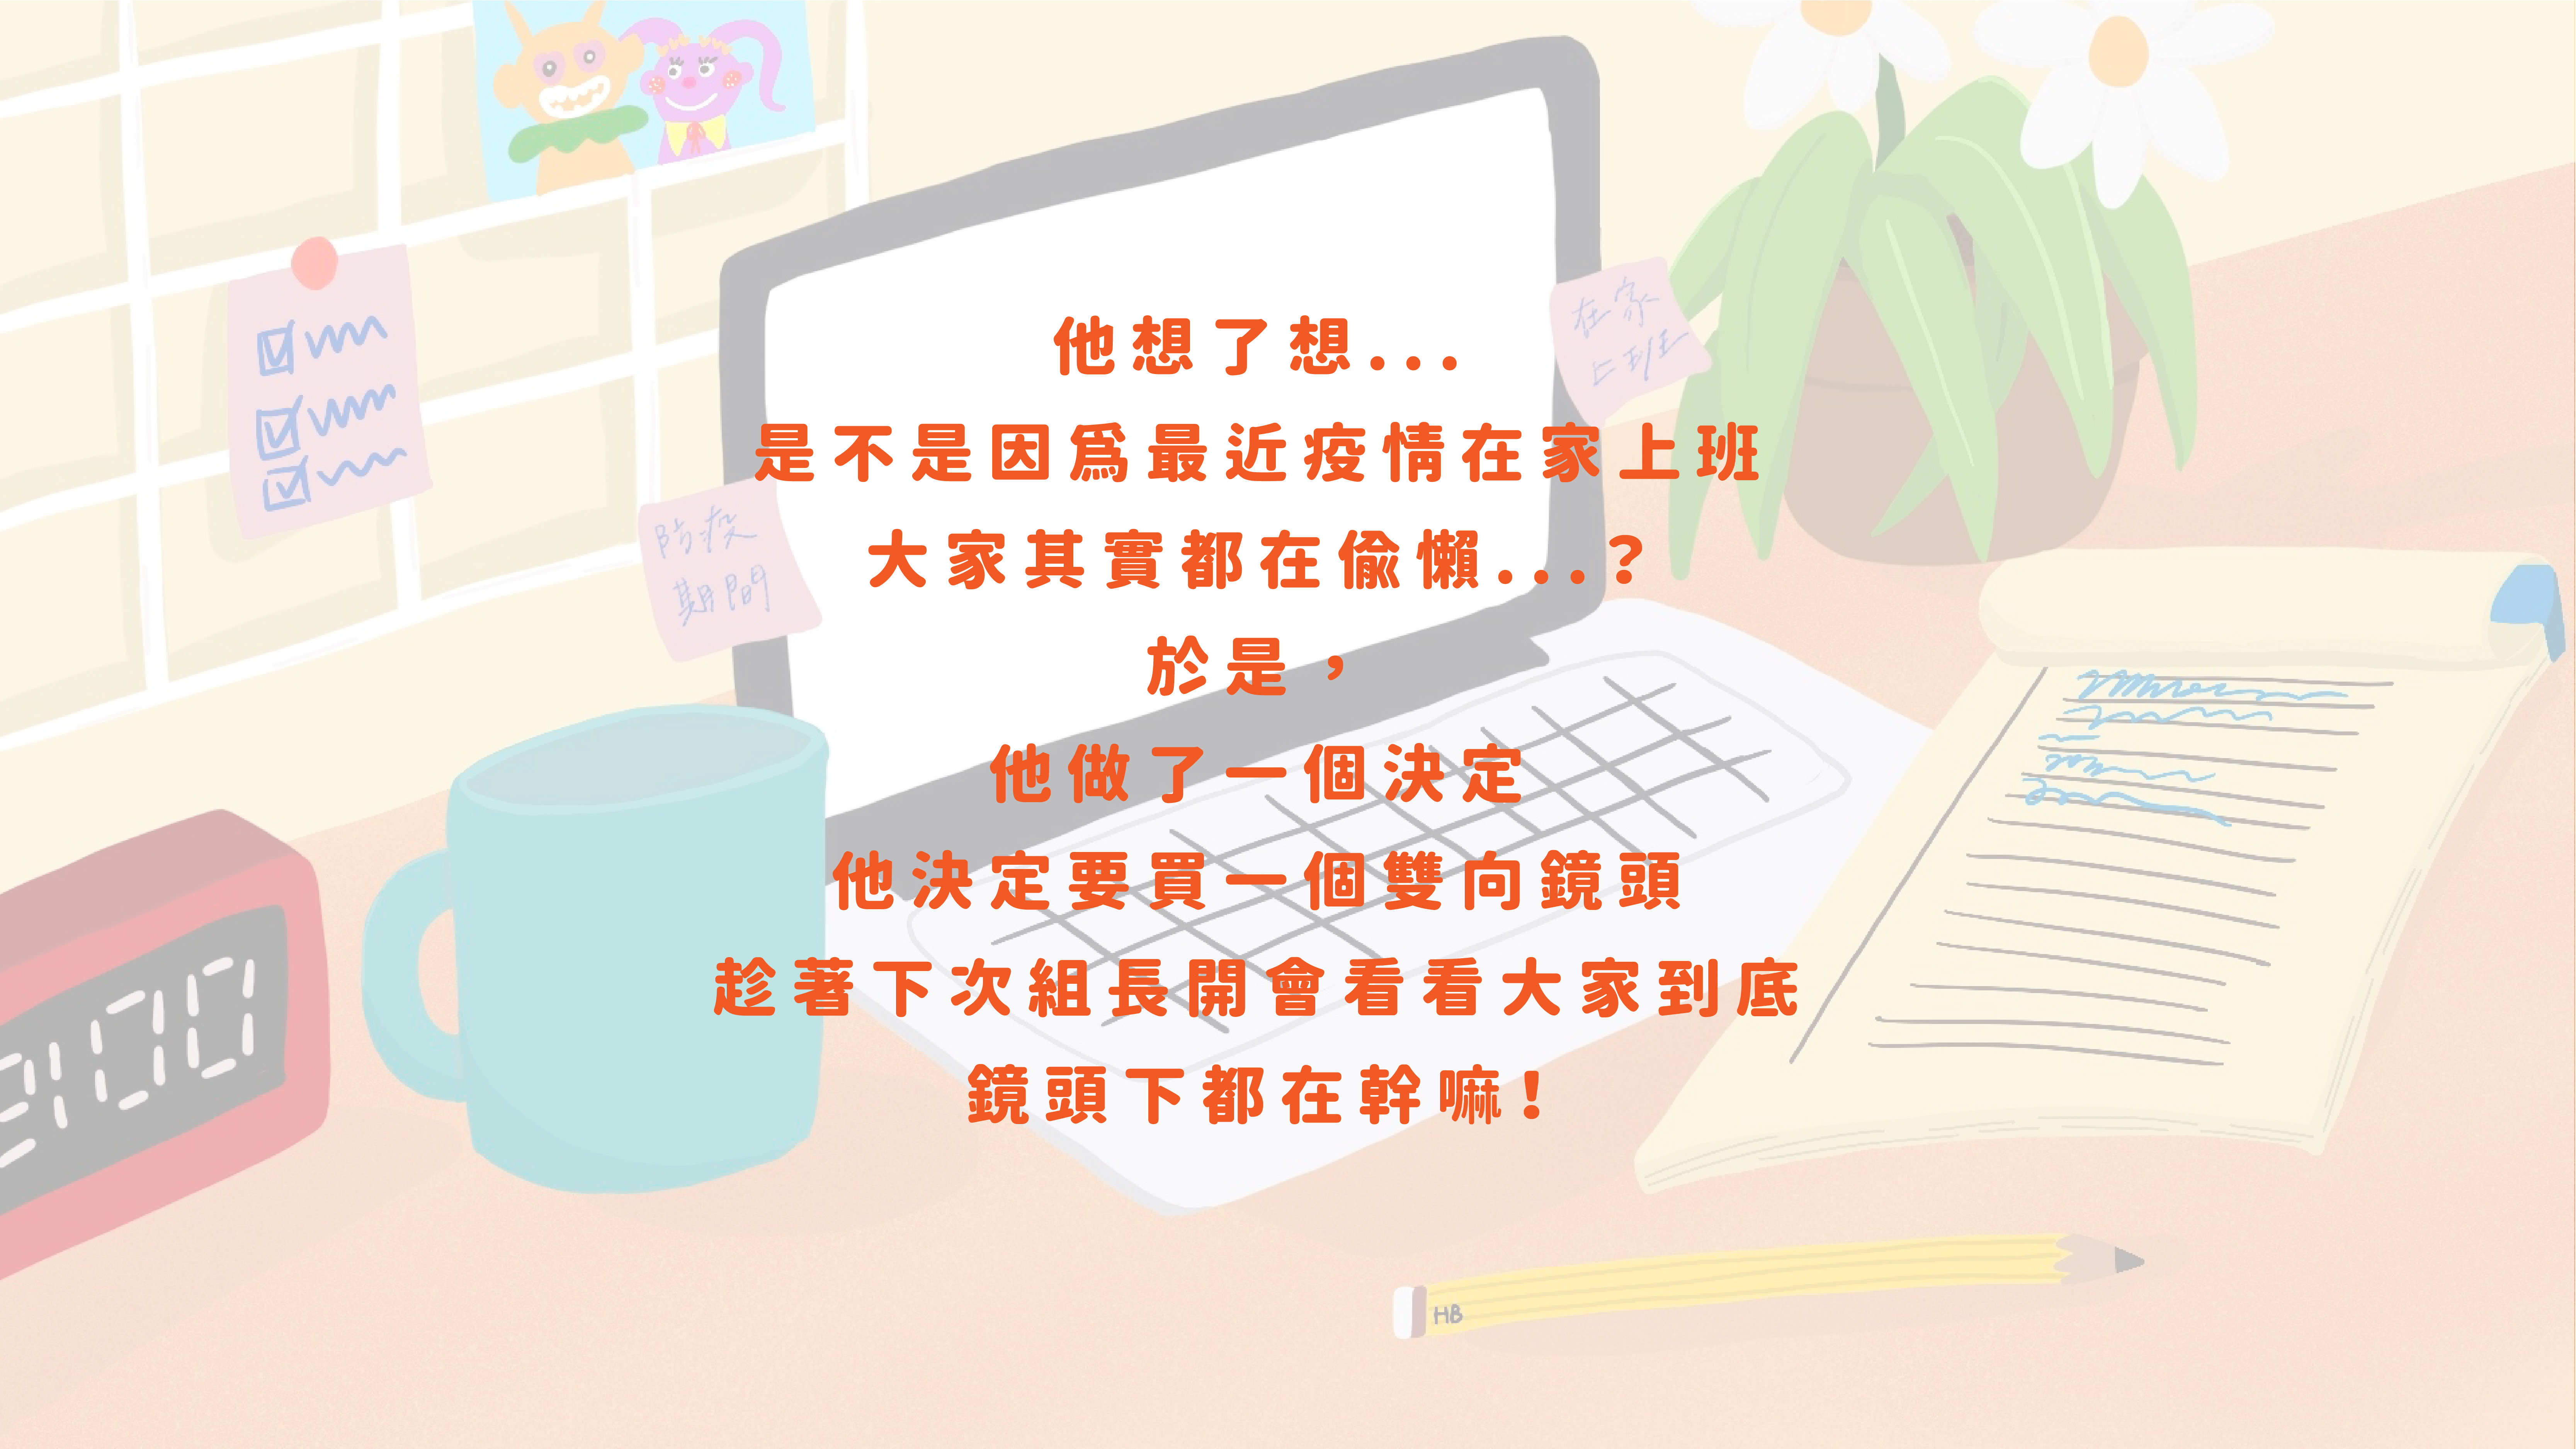 他想了想...
是不是因爲最近疫情在家上班
大家其實都在偷懶...?
於是，
他做了一個決定
他決定要買一個雙向鏡頭
趁著下次組長開會看看大家到底
鏡頭下都在幹嘛！
在家
上班
防疫
期間
2:00
HB